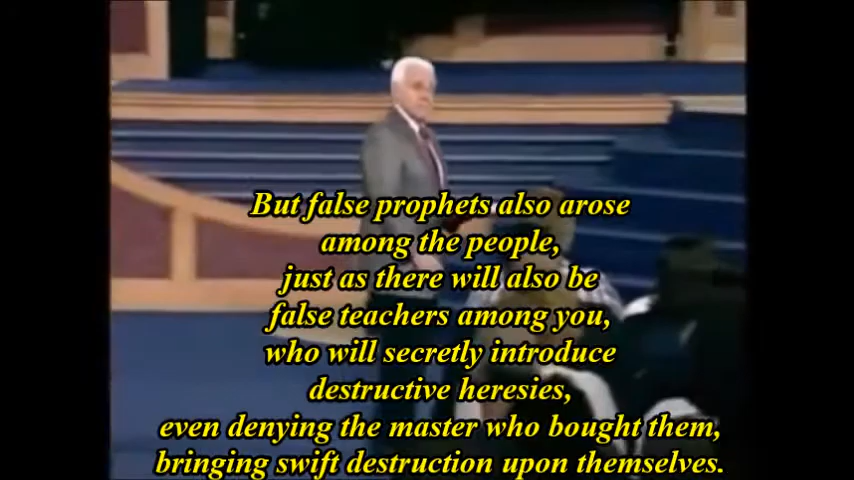 But false prophets also arose
among the people,
just as there will also be
false teachers among you,
who will secretly introduce
destructive heresies,
even denying the master who bought them,
bringing swift destruction upon themselves.